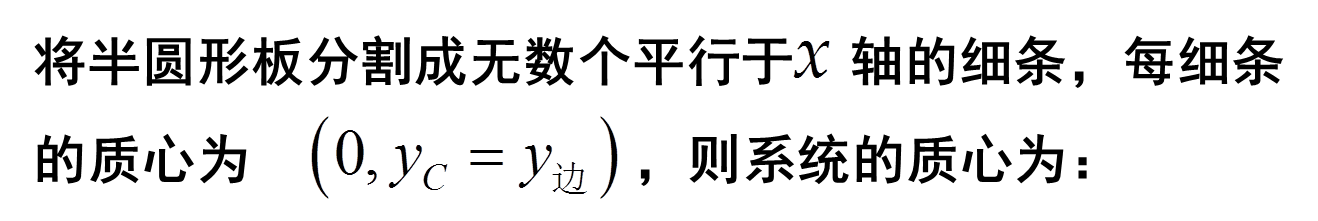 将半圆形板分割成无数个平行于x 轴的细条，每细条
的质心为 (0, y_C = y_边)，则系统的质心为：